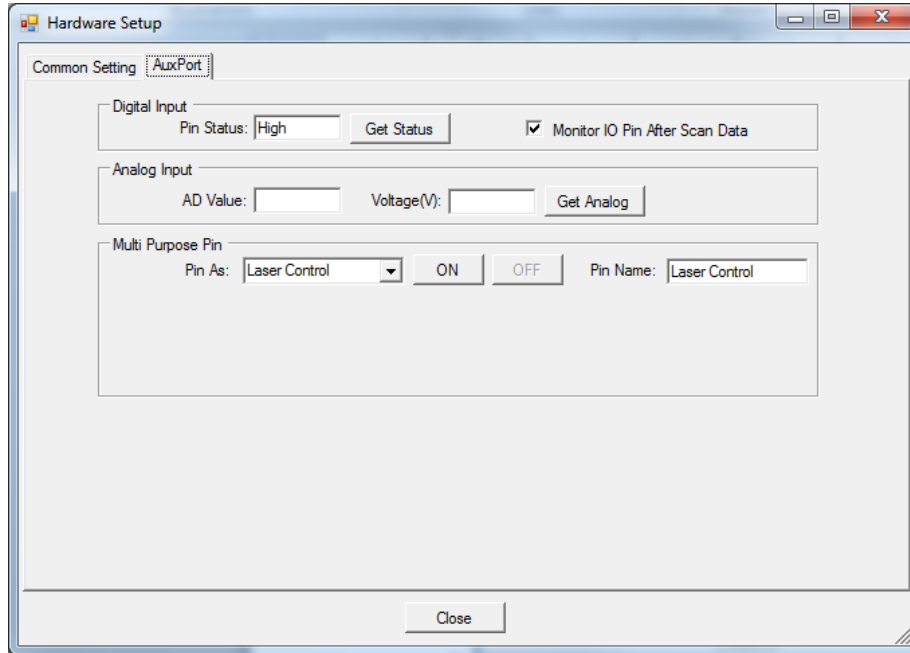 Hardware Setup
Common Setting AuxPort
Digital Input
Pin Status: High Get Status Monitor IO Pin After Scan Data
Analog Input
AD Value: Voltage(V): Get Analog
Multi Purpose Pin
Pin As: Laser Control ON OFF Pin Name: Laser Control
Close